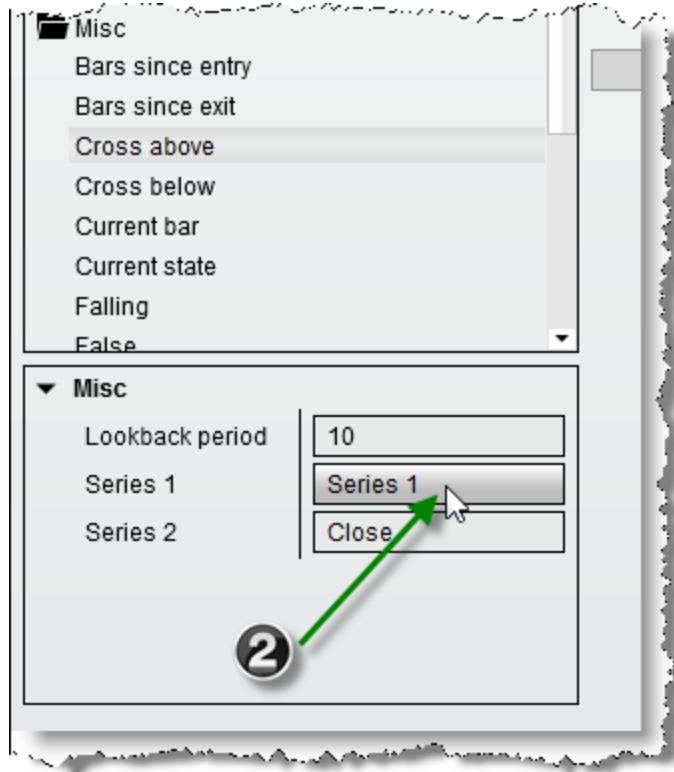 Misc
Bars since entry
Bars since exit
Cross above
Cross below
Current bar
Current state
Falling
False
Misc
Lookback period 10
Series 1 Series 1
Series 2 Close
2